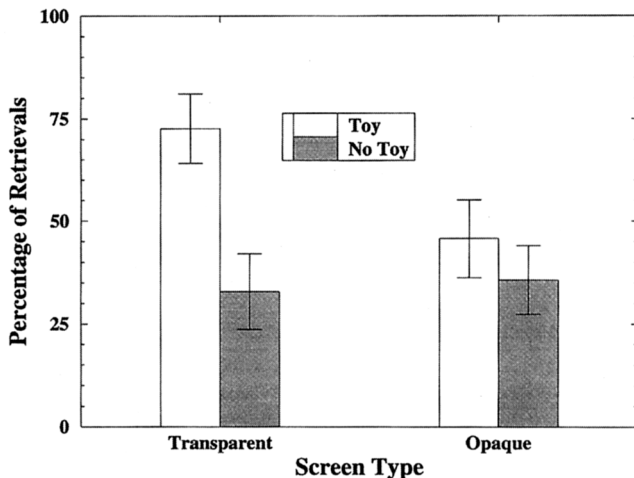 100
75
50
25
0
Percentage of Retrievals
Toy
No Toy
Transparent
Opaque
Screen Type